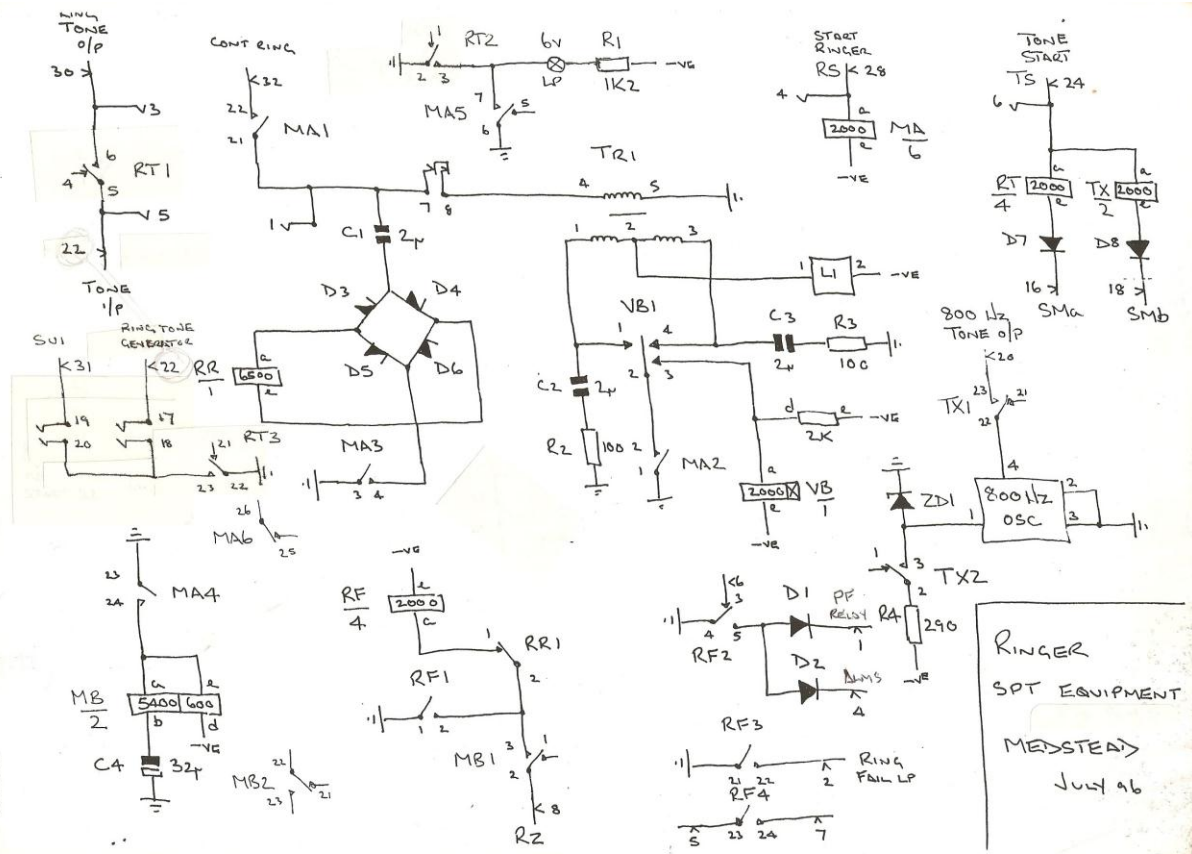 RING
TONE
O/P
30
3
6
RT1
4
5
5
22
TONE
I/P
CONT RING
32
22
21
MA1
1
RT2
2 3
6V
LP
R1
1K2
-VE
7
5
MA5
6
START
RINGER
RS 28
4
a
2000
e
MA
6
-VE
TONE
START
TS 24
6
a
RT
4
2000
e
TX
2
2000
e
D7
D8
16
SMa
18
SMb
TR1
4 5
7 8
1
C1
2µ
1 2 3
1 L1 2 -VE
D3 D4
D5 D6
VB1
1 4
2 3
C3
2µ
R3
100
SU1
31
RING TONE
GENERATOR
22
RR
1
a
6500
e
19
20
17
18
21
RT3
23 22
26
MA6
25
MA3
3 4
C2
2µ
R2
100
2
1
MA2
d e -VE
2K
a
2000 X
e
VB
1
-VE
800 Hz
TONE O/P
20
TX1
23
21
22
4
800 Hz
OSC
1
2
3
ZD1
1
3
TX2
2
R4
290
-VE
23
24
MA4
MB
2
a e
5400 600
b d
-VE
C4
32µ
22
MB2
23
21
-VE
RF
4
e
2000
a
1
RR1
2
RF1
1 2
3
1
MB1
2
8
RZ
6
3
4 5
RF2
D1
PF
RELAY
1
D2
ALMS
4
RF3
21 22
2
RING
FAIL LP
RF4
5
23 24
7
RINGER
SPT EQUIPMENT
MEDSTEAD
JULY 96